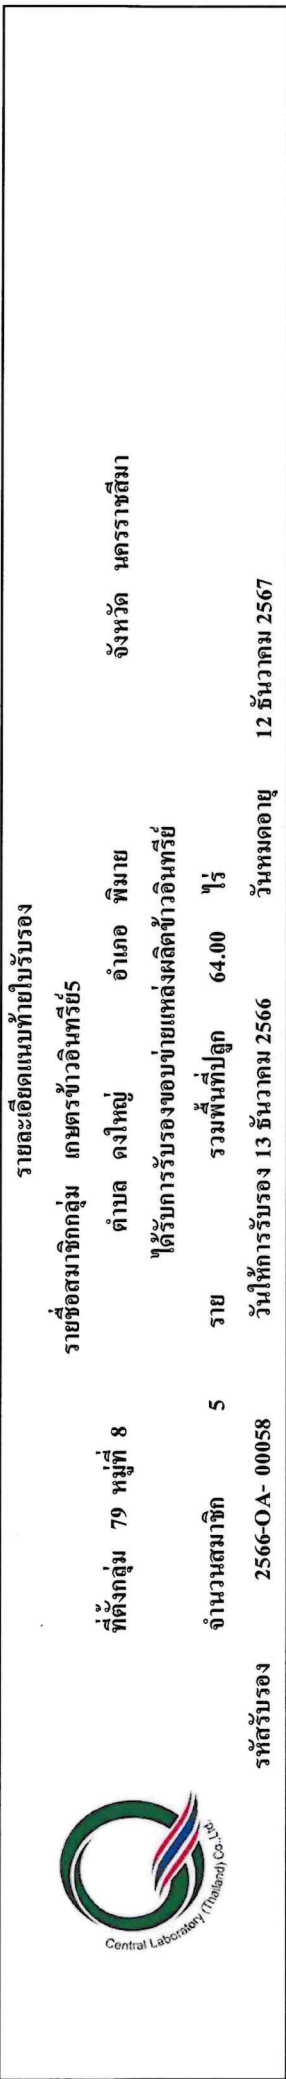 รายละเอียดแนบท้ายใบรับรอง
รายชื่อสมาชิกกลุ่ม เกษตรข้าวอินทรีย์5
ที่ตั้งกลุ่ม 79 หมู่ที่ 8 ตำบล ดงใหญ่ อำเภอ พิมาย จังหวัด นครราชสีมา
ได้รับการรับรองขอบข่ายแหล่งผลิตข้าวอินทรีย์
จำนวนสมาชิก 5 ราย รวมพื้นที่ปลูก 64.00 ไร่
รหัสรับรอง 2566-OA- 00058 วันให้การรับรอง 13 ธันวาคม 2566 วันหมดอายุ 12 ธันวาคม 2567
Central Laboratory (Thailand) Co.,Ltd.